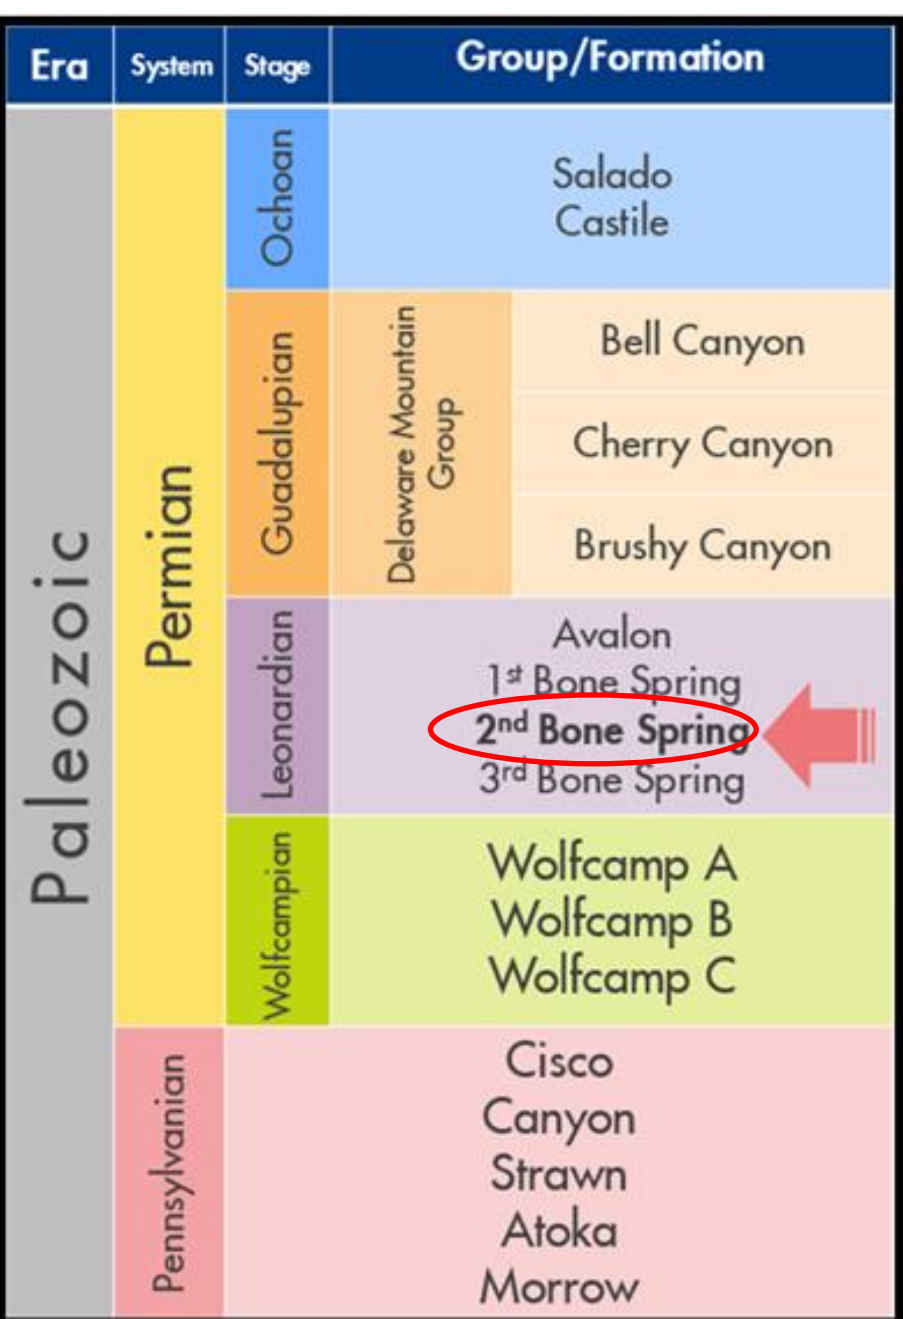 Era System Stage Group/Formation
Paleozoic
Permian
Ochoan
Salado
Castile
Guadalupian
Delaware Mountain
Group
Bell Canyon
Cherry Canyon
Brushy Canyon
Leonardian
Avalon
1st Bone Spring
2nd Bone Spring
3rd Bone Spring
Wolfcampian
Wolfcamp A
Wolfcamp B
Wolfcamp C
Pennsylvanian
Cisco
Canyon
Strawn
Atoka
Morrow